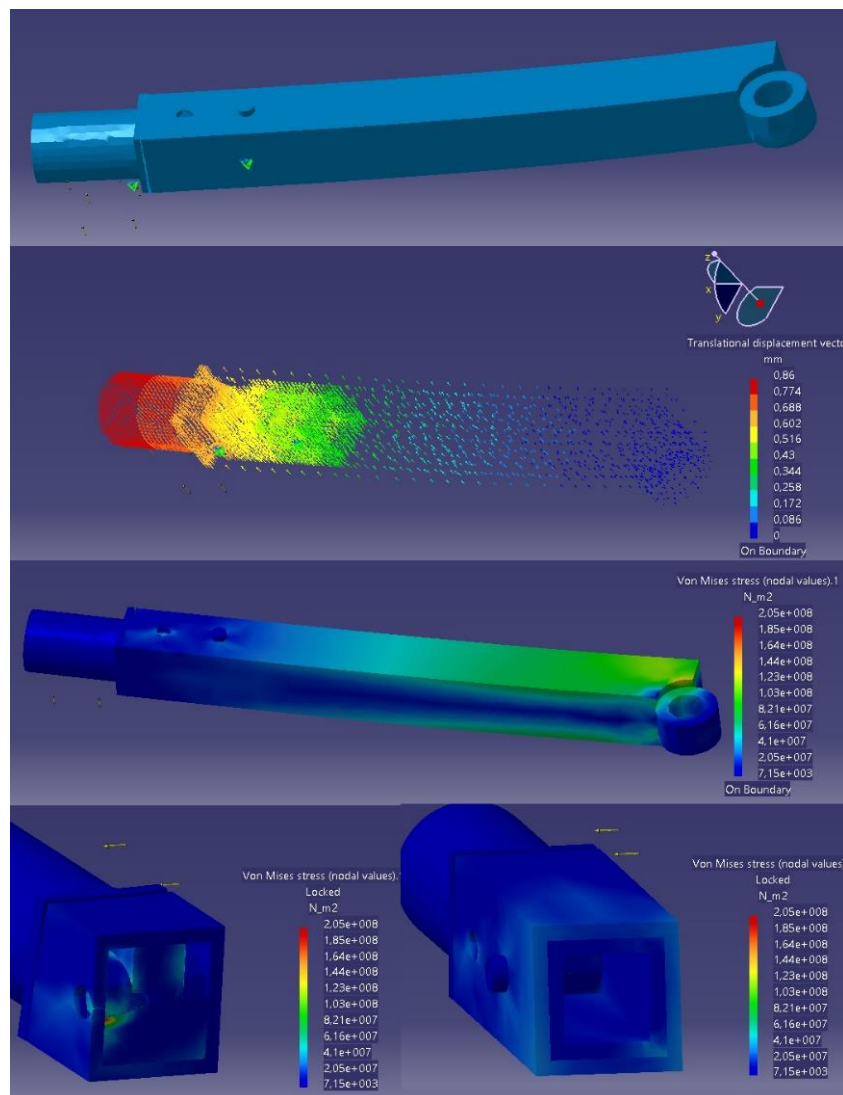 z
x
y
Translational displacement vecto
mm
0,86
0,774
0,688
0,602
0,516
0,43
0,344
0,258
0,172
0,086
0
On Boundary
Von Mises stress (nodal values).1
N_m2
2,05e+008
1,85e+008
1,64e+008
1,44e+008
1,23e+008
1,03e+008
8,21e+007
6,16e+007
4,1e+007
2,05e+007
7,15e+003
On Boundary
Von Mises stress (nodal values).
Locked
N_m2
2,05e+008
1,85e+008
1,64e+008
1,44e+008
1,23e+008
1,03e+008
8,21e+007
6,16e+007
4,1e+007
2,05e+007
7,15e+003
Von Mises stress (nodal values)
Locked
N_m2
2,05e+008
1,85e+008
1,64e+008
1,44e+008
1,23e+008
1,03e+008
8,21e+007
6,16e+007
4,1e+007
2,05e+007
7,15e+003